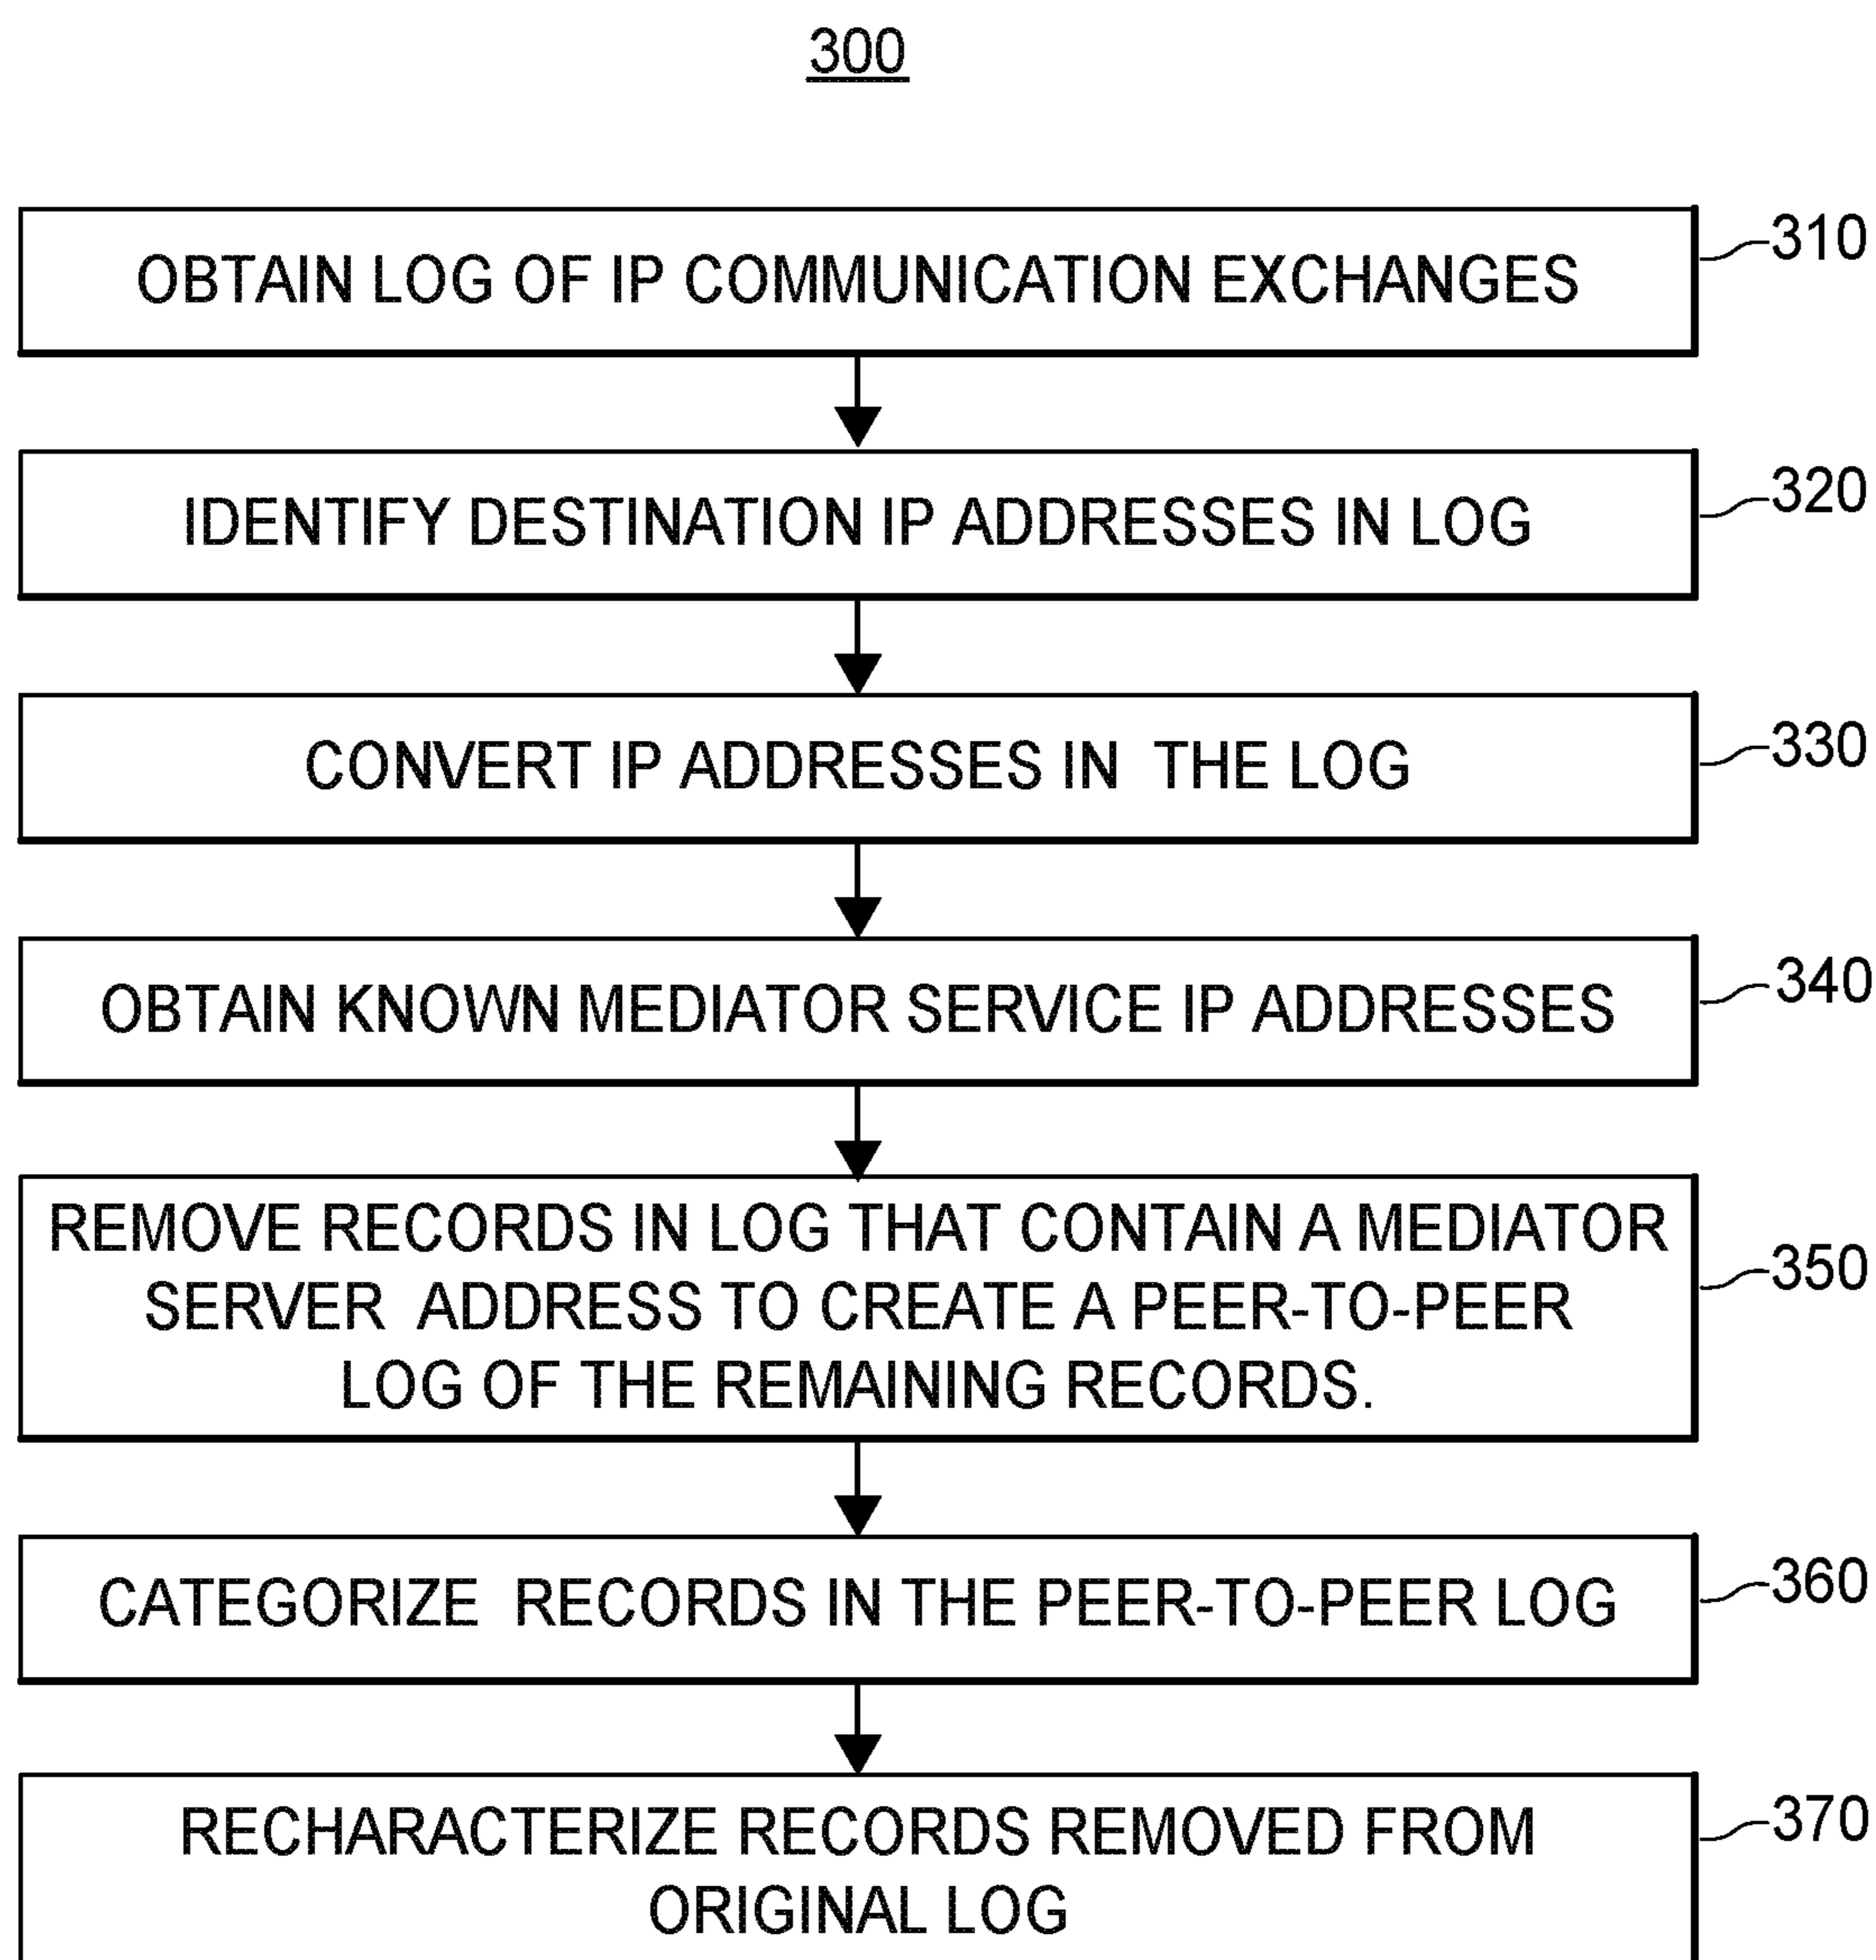 300
OBTAIN LOG OF IP COMMUNICATION EXCHANGES
310
IDENTIFY DESTINATION IP ADDRESSES IN LOG
320
CONVERT IP ADDRESSES IN THE LOG
330
OBTAIN KNOWN MEDIATOR SERVICE IP ADDRESSES
340
REMOVE RECORDS IN LOG THAT CONTAIN A MEDIATOR
SERVER ADDRESS TO CREATE A PEER-TO-PEER
LOG OF THE REMAINING RECORDS.
350
CATEGORIZE RECORDS IN THE PEER-TO-PEER LOG
360
RECHARACTERIZE RECORDS REMOVED FROM
ORIGINAL LOG
370